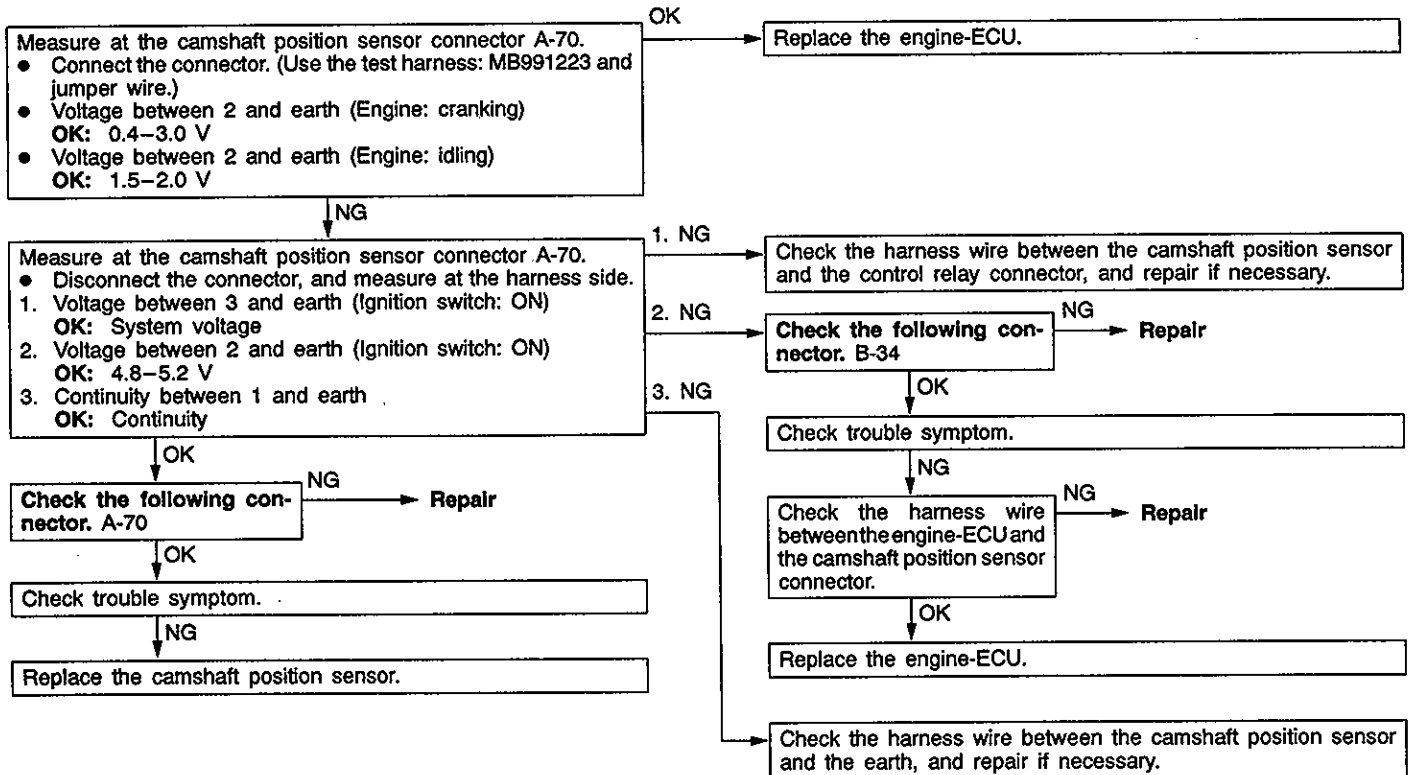 OK
Measure at the camshaft position sensor connector A-70.
● Connect the connector. (Use the test harness: MB991223 and
jumper wire.)
● Voltage between 2 and earth (Engine: cranking)
OK: 0.4–3.0 V
● Voltage between 2 and earth (Engine: idling)
OK: 1.5–2.0 V
Replace the engine-ECU.
NG
Measure at the camshaft position sensor connector A-70.
● Disconnect the connector, and measure at the harness side.
1. Voltage between 3 and earth (Ignition switch: ON)
OK: System voltage
2. Voltage between 2 and earth (Ignition switch: ON)
OK: 4.8–5.2 V
3. Continuity between 1 and earth
OK: Continuity
1. NG
Check the harness wire between the camshaft position sensor
and the control relay connector, and repair if necessary.
2. NG
Check the following con-
nector. B-34
NG
Repair
OK
Check trouble symptom.
NG
Check the harness wire
between the engine-ECU and
the camshaft position sensor
connector.
NG
Repair
OK
Replace the engine-ECU.
3. NG
Check the harness wire between the camshaft position sensor
and the earth, and repair if necessary.
OK
Check the following con-
nector. A-70
NG
Repair
OK
Check trouble symptom.
NG
Replace the camshaft position sensor.